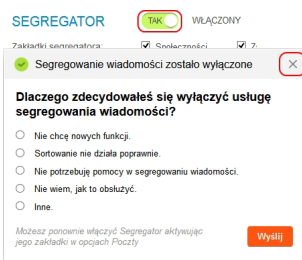 SEGREGATOR TAK WŁĄCZONY
Zakładki segregatora: Społeczności
Segregowanie wiadomości zostało wyłączone
Dlaczego zdecydowałeś się wyłączyć usługę
segregowania wiadomości?
Nie chcę nowych funkcji.
Sortowanie nie działa poprawnie.
Nie potrzebuję pomocy w segregowaniu wiadomości.
Nie wiem, jak to obsłużyć.
Inne.
Możesz ponownie włączyć Segregator aktywując
jego zakładki w opcjach Poczty
Wyślij